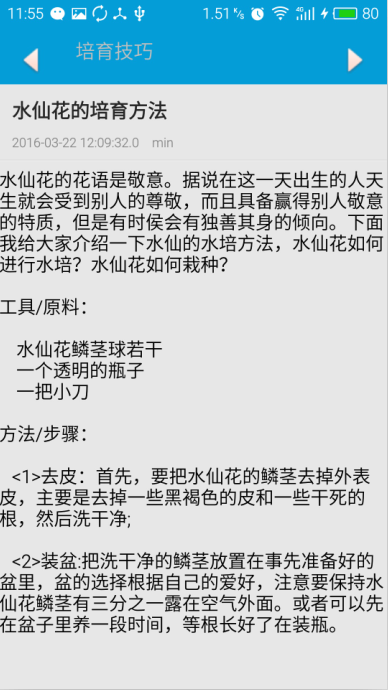 11:55 1.51 K/s 4G 80
培育技巧
水仙花的培育方法
2016-03-22 12:09:32.0 min
水仙花的花语是敬意。据说在这一天出生的人天
生就会受到别人的尊敬，而且具备赢得别人敬意
的特质，但是有时侯会有独善其身的倾向。下面
我给大家介绍一下水仙的水培方法，水仙花如何
进行水培？水仙花如何栽种？
工具/原料：
水仙花鳞茎球若干
一个透明的瓶子
一把小刀
方法/步骤：
<1>去皮：首先，要把水仙花的鳞茎去掉外表
皮，主要是去掉一些黑褐色的皮和一些干死的
根，然后洗干净;
<2>装盆:把洗干净的鳞茎放置在事先准备好的
盆里，盆的选择根据自己的爱好，注意要保持水
仙花鳞茎有三分之一露在空气外面。或者可以先
在盆子里养一段时间，等根长好了在装瓶。